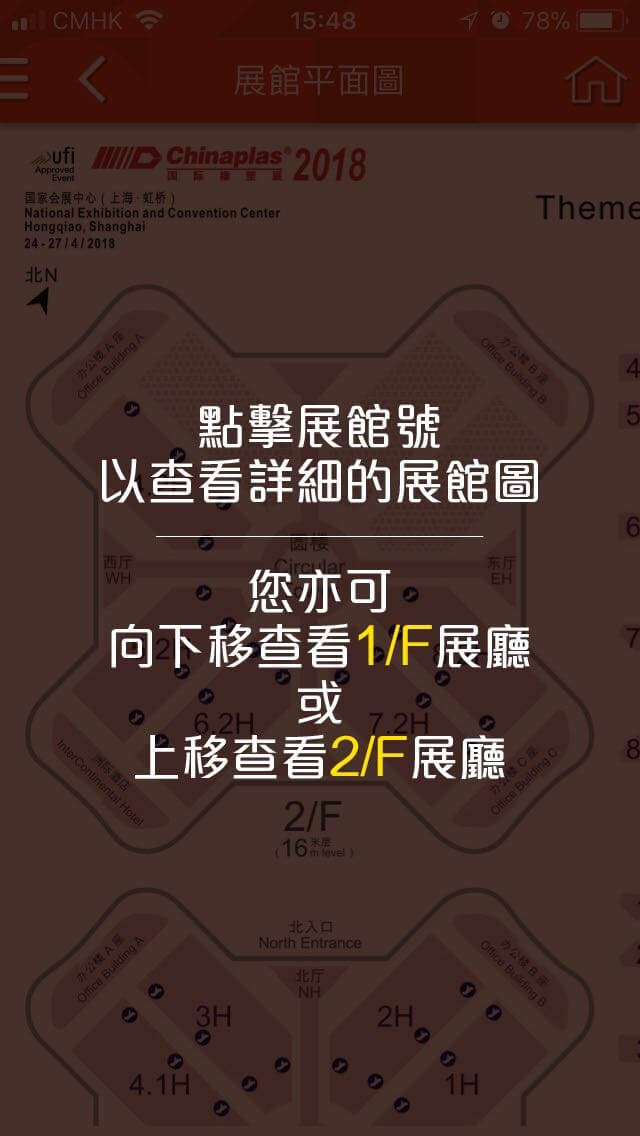 CMHK
15:48
78%
展館平面圖
ufi
Approved
Event
Chinaplas® 2018
国际橡塑展
国家会展中心 ( 上海·虹桥 )
National Exhibition and Convention Center
Hongqiao, Shanghai
24 - 27 / 4 / 2018
Theme
北N
办公楼 A 座
Office Building A
办公楼 B 座
Office Building B
4
5
點擊展館號
以查看詳細的展館圖
6
圆楼
Circular
西厅
WH
东厅
EH
您亦可
向下移查看1/F展廳
7
或
6.2H
7.2H
上移查看2/F展廳
8
洲际酒店
InterContinental Hotel
办公楼 C 座
Office Building C
2/F
( 16 米层 m level )
北入口
North Entrance
办公楼 A 座
Office Building A
办公楼 B 座
Office Building B
北厅
NH
3H
2H
4.1H
1H